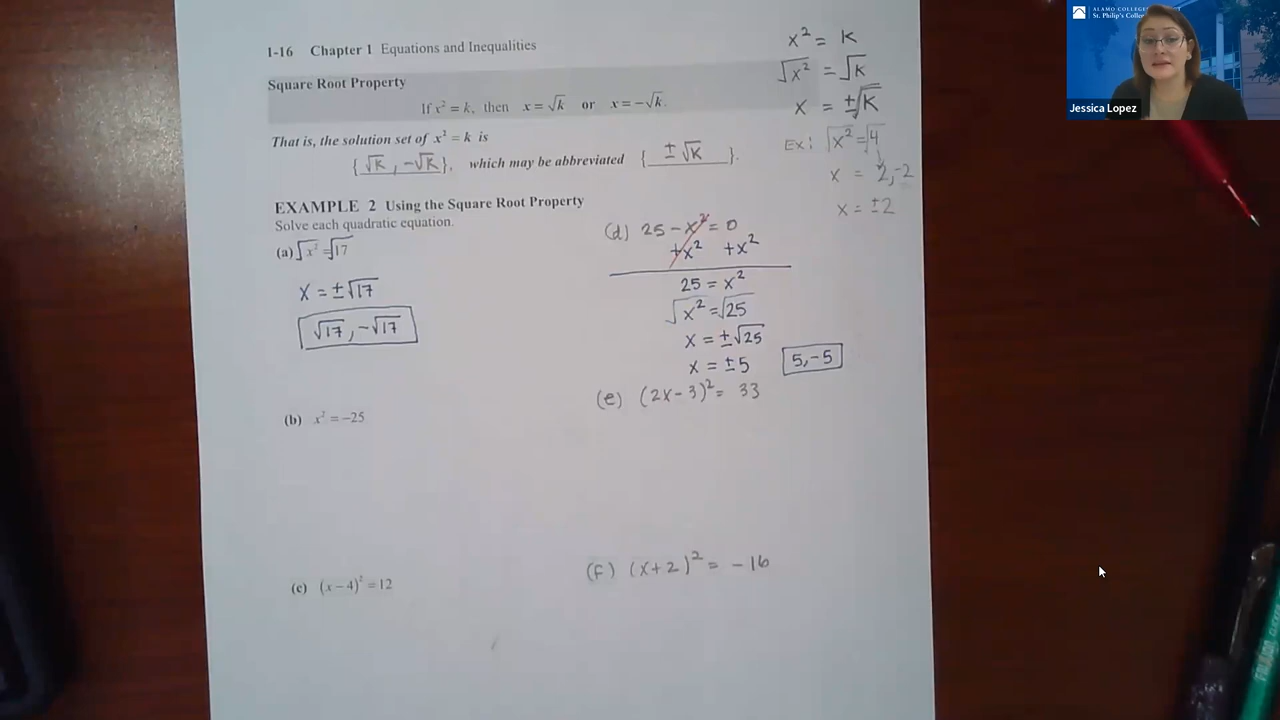 1-16 Chapter 1 Equations and Inequalities
Square Root Property
If x² = k, then x = √k or x = −√k.
That is, the solution set of x² = k is
{ √k , −√k }, which may be abbreviated { ± √k }.
EXAMPLE 2 Using the Square Root Property
Solve each quadratic equation.
(a) √x² = √17
x = ±√17
√17, −√17
(b) x² = −25
(c) (x − 4)² = 12
(d) 25 − x² = 0
+x² +x²
25 = x²
√x² = √25
x = ±√25
x = ±5
5, −5
(e) (2x − 3)² = 33
(f) (x + 2)² = −16
x² = k
√x² = √k
x = ±√k
Ex: √x² = √4
x = 2, −2
x = ±2
ALAMO COLLEGES
St. Philip's College
Jessica Lopez